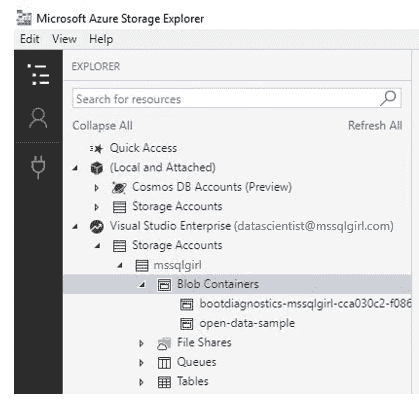 Microsoft Azure Storage Explorer
Edit View Help
EXPLORER
Search for resources
Collapse All Refresh All
Quick Access
(Local and Attached)
Cosmos DB Accounts (Preview)
Storage Accounts
Visual Studio Enterprise (datascientist@mssqlgirl.com)
Storage Accounts
mssqlgirl
Blob Containers
bootdiagnostics-mssqlgirl-cca030c2-f086
open-data-sample
File Shares
Queues
Tables